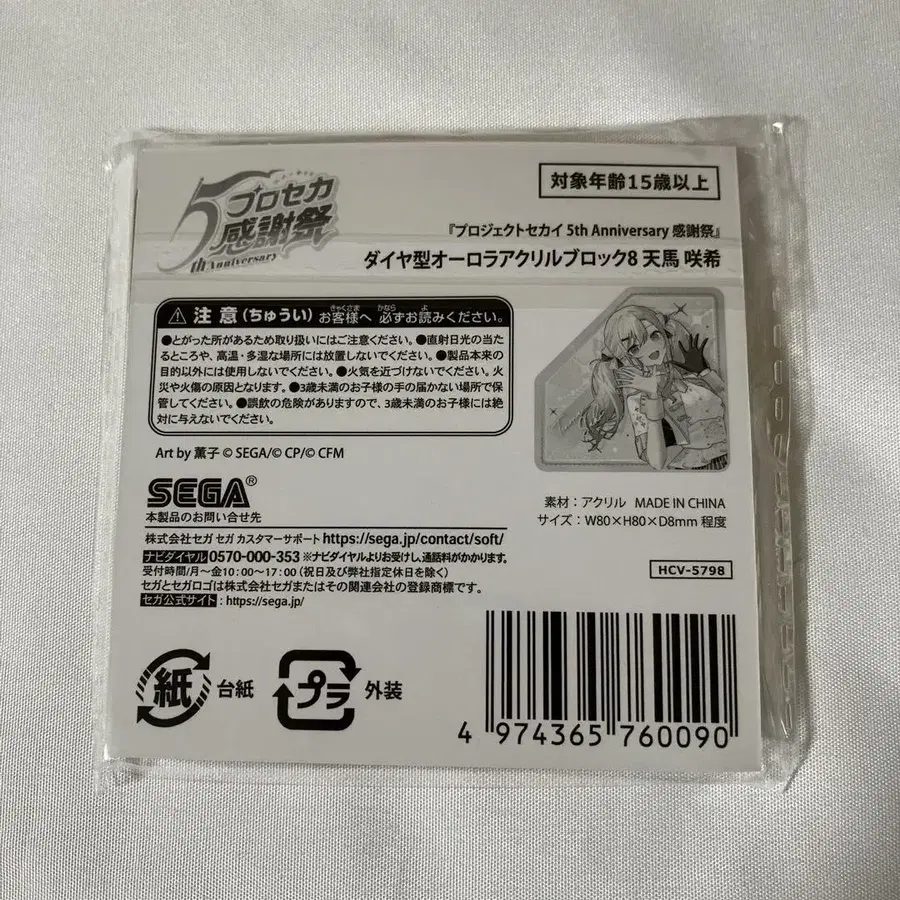 5
プロセカ
感謝祭
th Anniversary
対象年齢15歳以上
『プロジェクトセカイ 5th Anniversary 感謝祭』
ダイヤ型オーロラアクリルブロック8 天馬 咲希
⚠ 注意(ちゅうい) お客様へ 必ずお読みください。
きゃくさま かなら よ
●とがった所があるため取り扱いにはご注意ください。●直射日光の当
たるところや、高温・多湿な場所には放置しないでください。●製品本来の
目的以外には使用しないでください。●火気を近づけないでください。火
災や火傷の原因となります。●3歳未満のお子様の手の届かない場所で保
管してください。●誤飲の危険がありますので、3歳未満のお子様には絶
対に与えないでください。
Art by 薫子 © SEGA/© CP/© CFM
SEGA®
本製品のお問い合せ先
株式会社セガ セガ カスタマーサポート https://sega.jp/contact/soft/
ナビダイヤル 0570-000-353 ※ナビダイヤルよりお受けし、通話料がかかります。
受付時間/月〜金10:00〜17:00 (祝日及び弊社指定休日を除く)
セガとセガロゴは株式会社セガまたはその関連会社の登録商標です。
セガ公式サイト : https://sega.jp/
素材:アクリル MADE IN CHINA
サイズ:W80×H80×D8mm 程度
HCV-5798
紙 台紙
プラ 外装
4 974365 760090